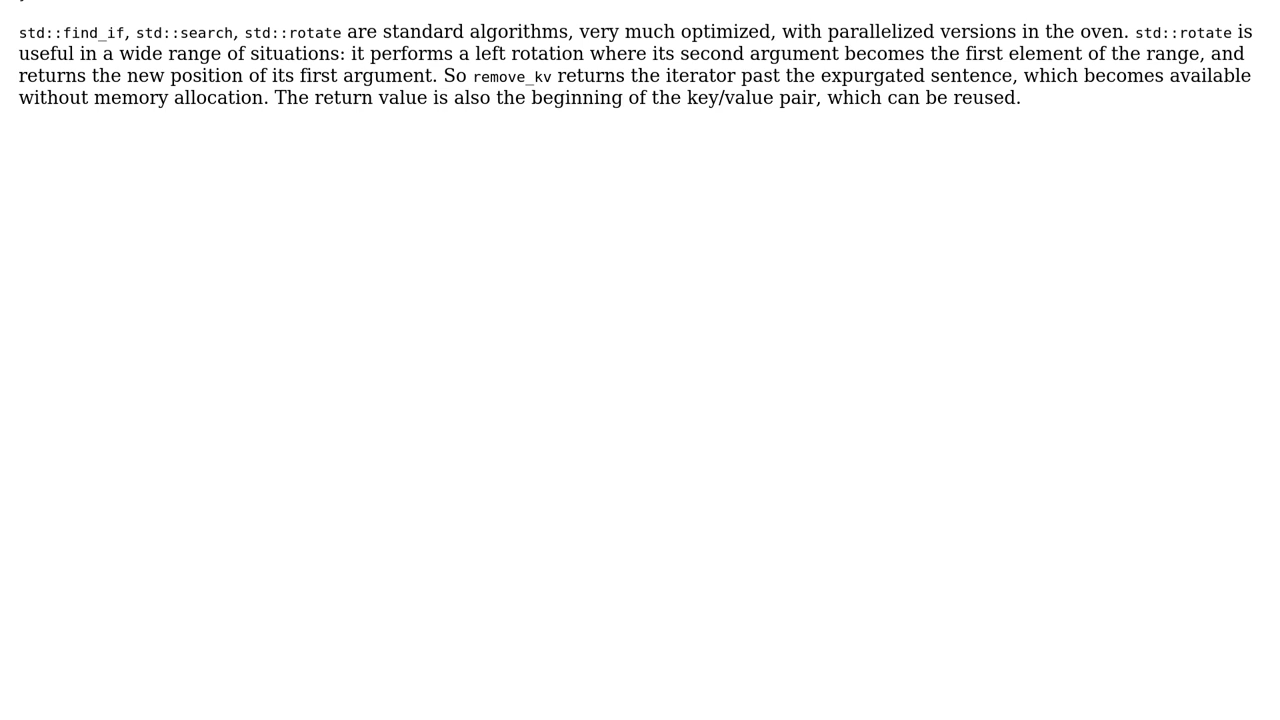 std::find_if, std::search, std::rotate are standard algorithms, very much optimized, with parallelized versions in the oven. std::rotate is
useful in a wide range of situations: it performs a left rotation where its second argument becomes the first element of the range, and
returns the new position of its first argument. So remove_kv returns the iterator past the expurgated sentence, which becomes available
without memory allocation. The return value is also the beginning of the key/value pair, which can be reused.